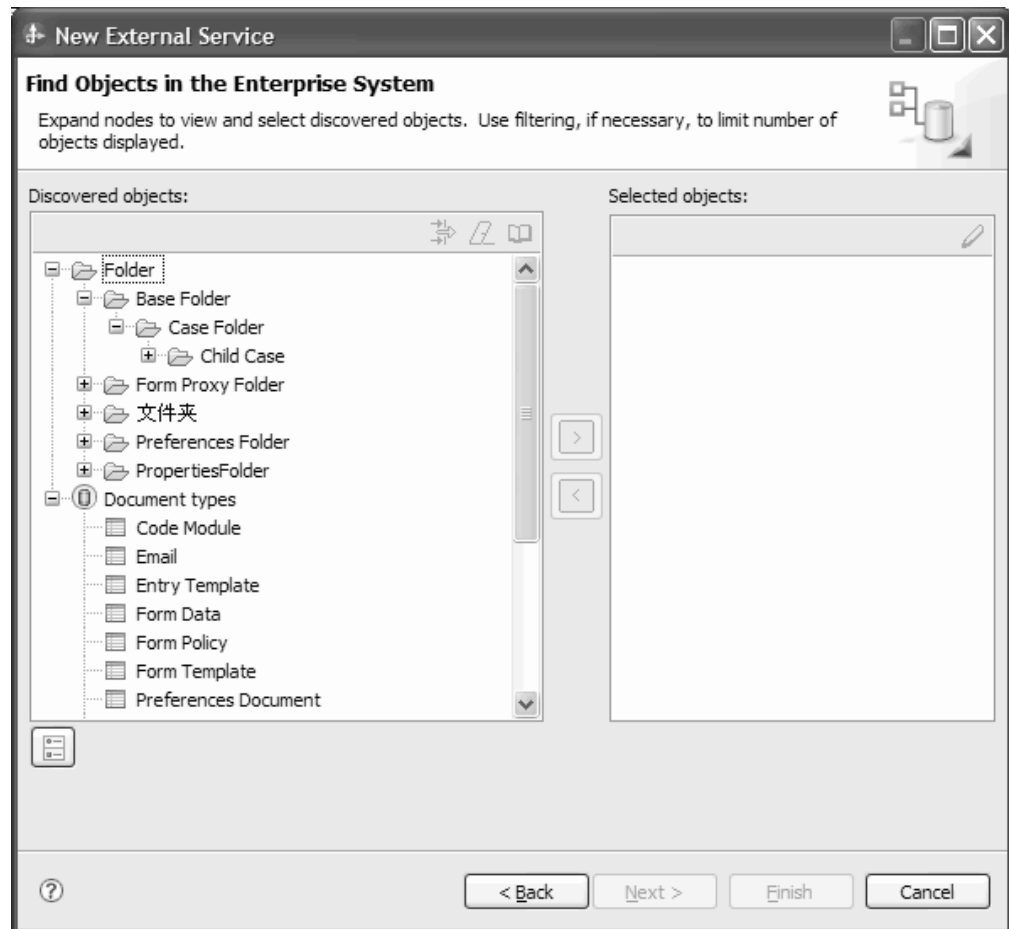 New External Service
Find Objects in the Enterprise System
Expand nodes to view and select discovered objects. Use filtering, if necessary, to limit number of
objects displayed.
Discovered objects:
Selected objects:
Folder
Base Folder
Case Folder
Child Case
Form Proxy Folder
文件夹
Preferences Folder
PropertiesFolder
Document types
Code Module
Email
Entry Template
Form Data
Form Policy
Form Template
Preferences Document
>
<
?
< Back
Next >
Finish
Cancel